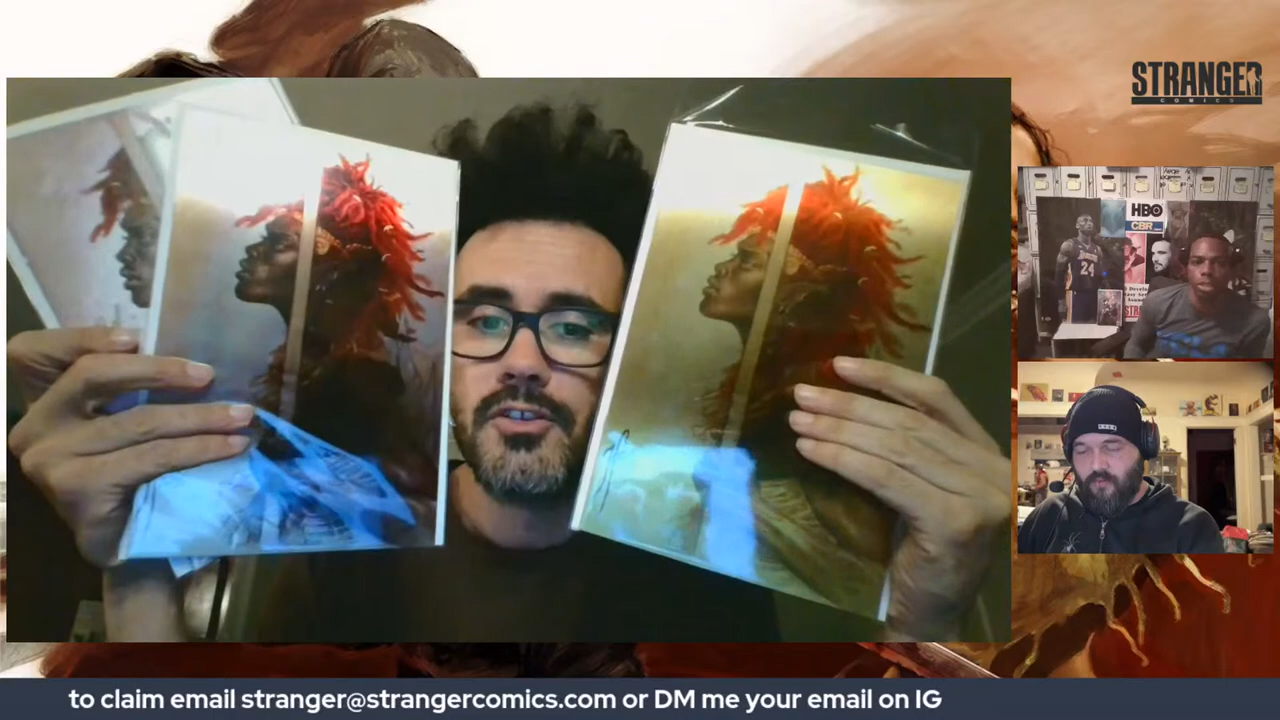 STRANGER
COMICS
HBO
CBR
24
to claim email stranger@strangercomics.com or DM me your email on IG